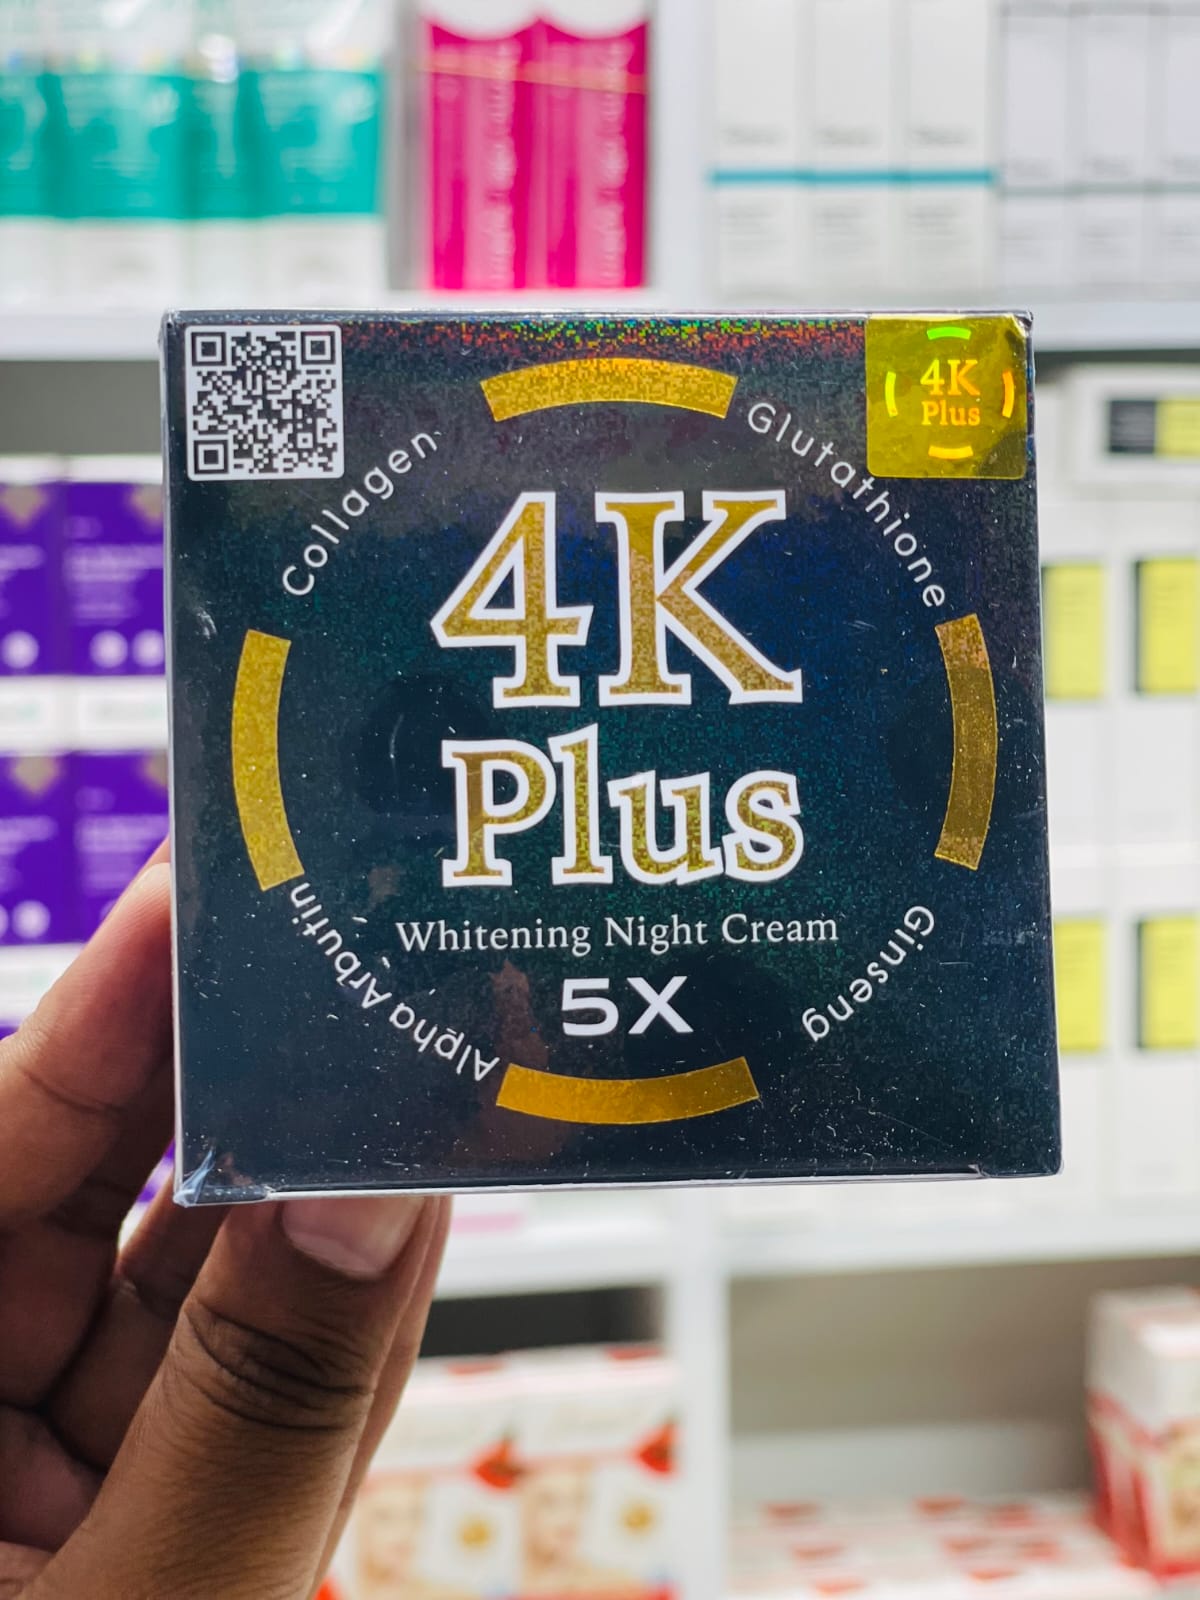 4K
Plus
Collagen
Glutathione
4K
Plus
Whitening Night Cream
5X
Alpha Arbutin
Ginseng